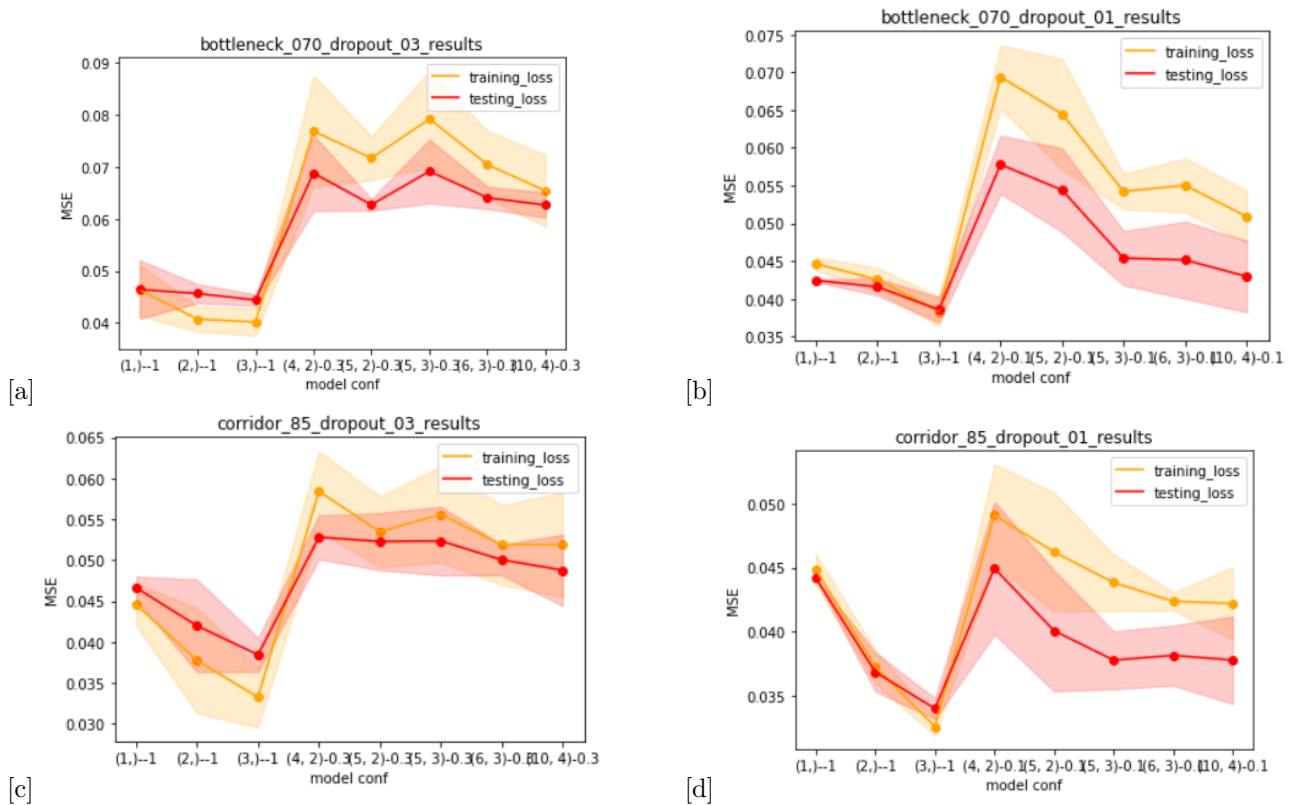 bottleneck_070_dropout_03_results
0.09
0.08
0.07
0.06
0.05
0.04
MSE
training_loss
testing_loss
(1,)--1 (2,)--1 (3,)--1 (4, 2)-0.3 (5, 2)-0.3 (5, 3)-0.3 (6, 3)-0.3 (10, 4)-0.3
model conf
[a]
bottleneck_070_dropout_01_results
0.075
0.070
0.065
0.060
0.055
0.050
0.045
0.040
0.035
MSE
training_loss
testing_loss
(1,)--1 (2,)--1 (3,)--1 (4, 2)-0.1 (5, 2)-0.1 (5, 3)-0.1 (6, 3)-0.1 (10, 4)-0.1
model conf
[b]
corridor_85_dropout_03_results
0.065
0.060
0.055
0.050
0.045
0.040
0.035
0.030
MSE
training_loss
testing_loss
(1,)--1 (2,)--1 (3,)--1 (4, 2)-0.3 (5, 2)-0.3 (5, 3)-0.3 (6, 3)-0.3 (10, 4)-0.3
model conf
[c]
corridor_85_dropout_01_results
0.050
0.045
0.040
0.035
MSE
training_loss
testing_loss
(1,)--1 (2,)--1 (3,)--1 (4, 2)-0.1 (5, 2)-0.1 (5, 3)-0.1 (6, 3)-0.1 (10, 4)-0.1
model conf
[d]